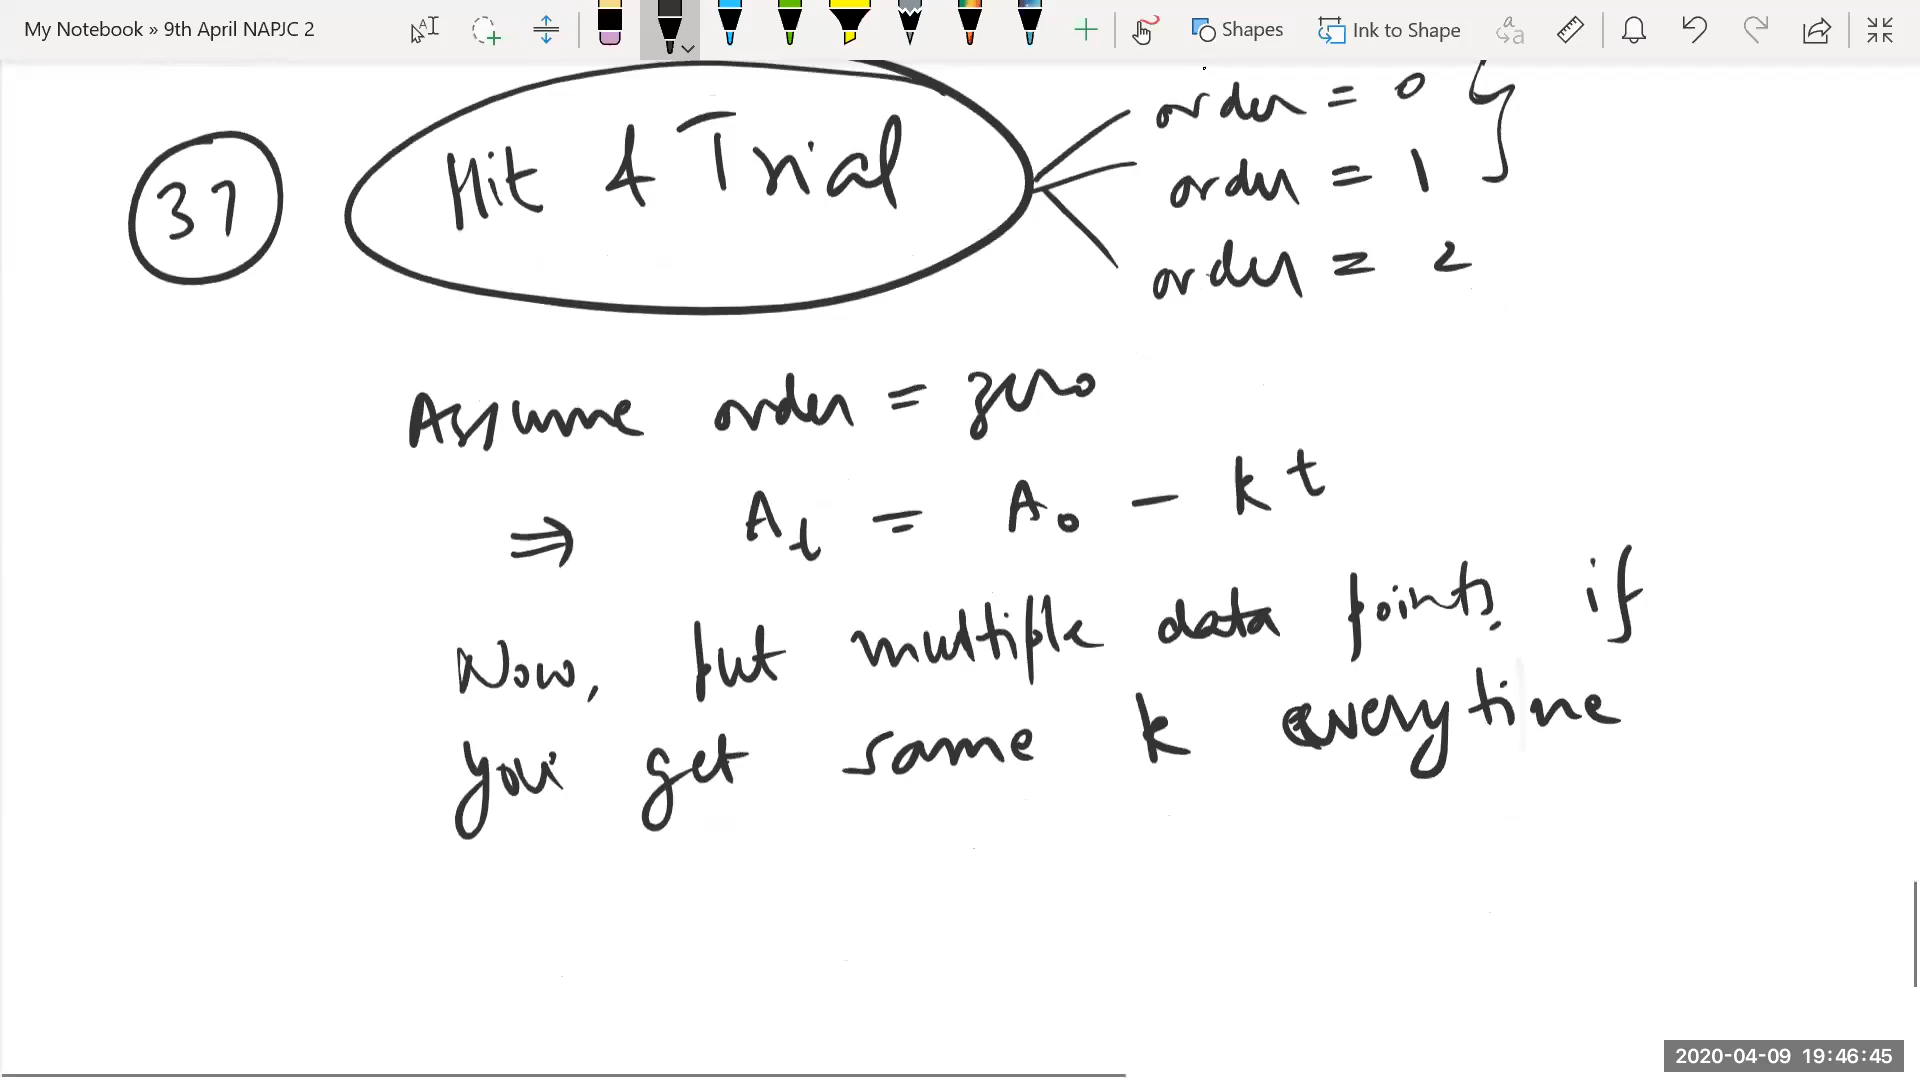 My Notebook » 9th April NAPJC 2
Shapes
Ink to Shape
37
Hit & Trial
order = 0
order = 1
order = 2
Assume order = zero
⇒ At = A0 - kt
Now, put multiple data points, if
you get same k everytime
2020-04-09 19:46:45